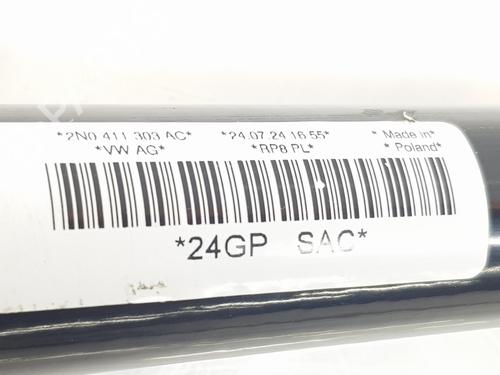 *2N0 411 303 AC* *24.07.24 16 55* * Made in*
*VW AG* *RP8 PL* * Poland*
*24GP SAC*